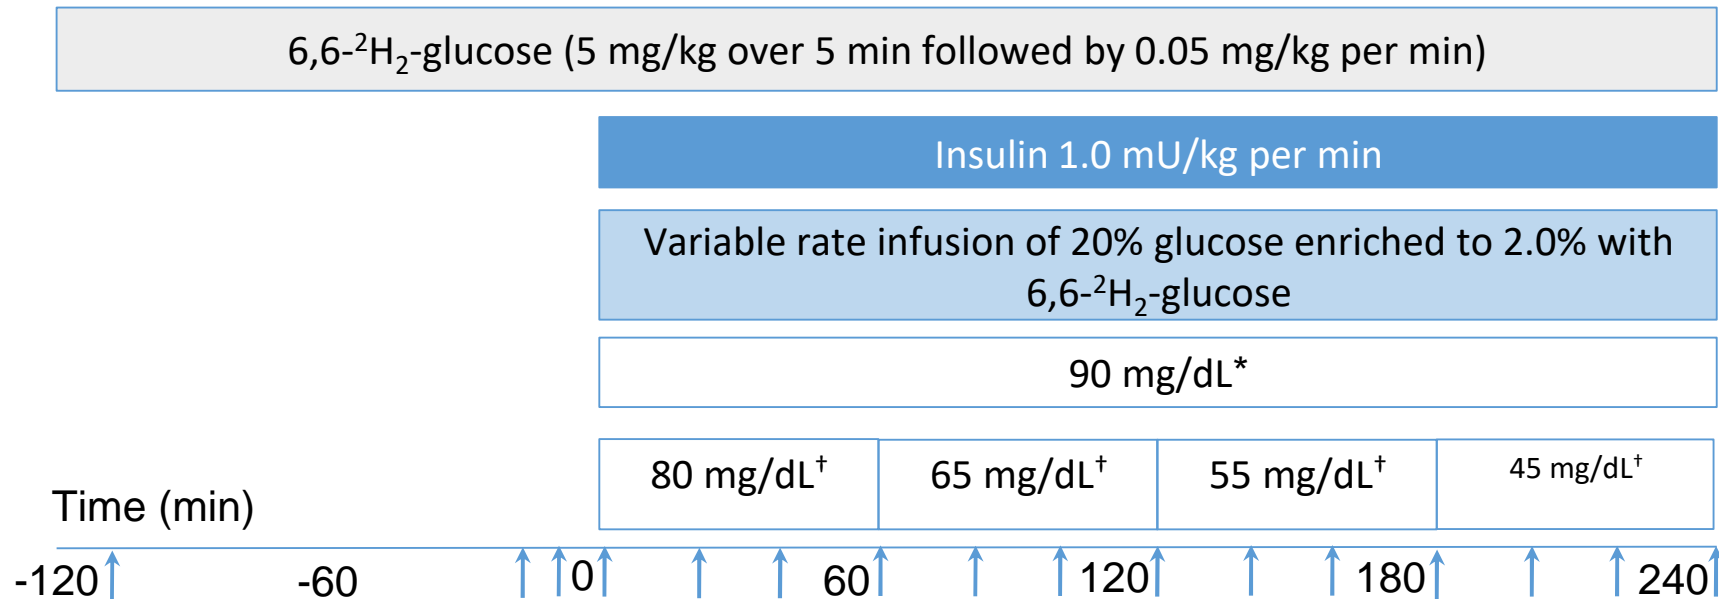 6,6-²H₂-glucose (5 mg/kg over 5 min followed by 0.05 mg/kg per min)
Insulin 1.0 mU/kg per min
Variable rate infusion of 20% glucose enriched to 2.0% with
6,6-²H₂-glucose
90 mg/dL*
80 mg/dL† 65 mg/dL† 55 mg/dL† 45 mg/dL†
Time (min)
-120 -60 0 60 120 180 240